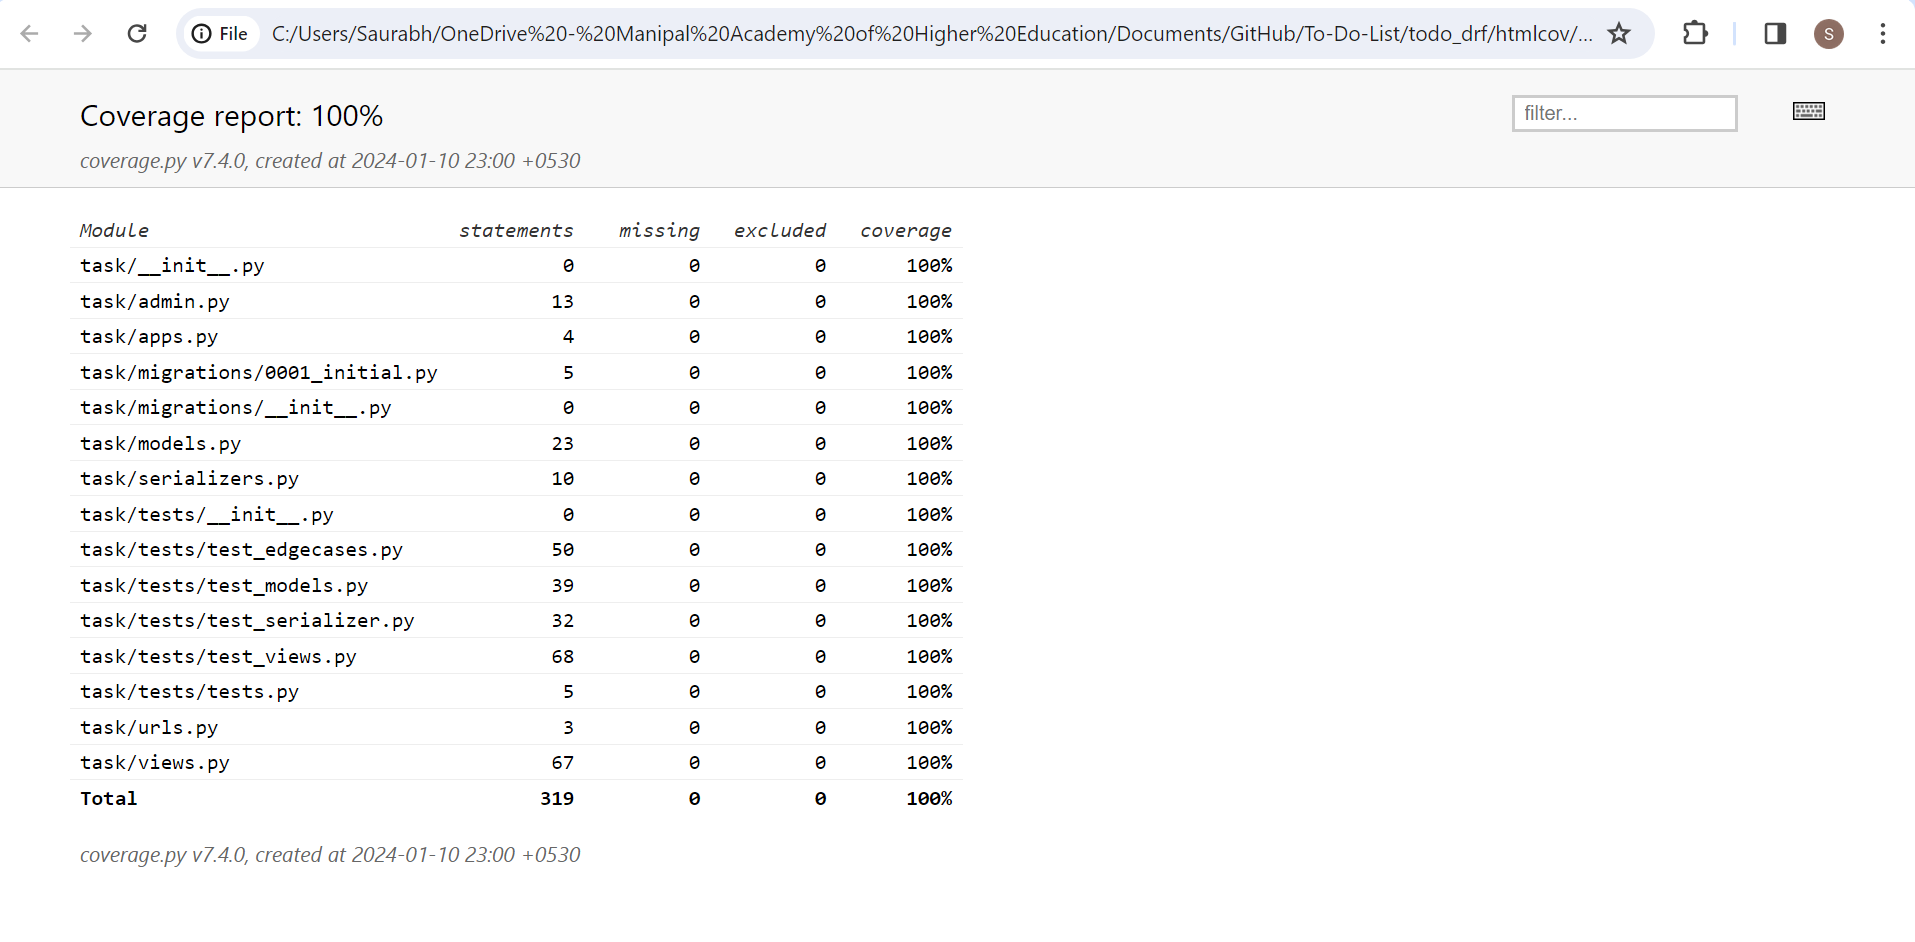 File C:/Users/Saurabh/OneDrive%20-%20Manipal%20Academy%20of%20Higher%20Education/Documents/GitHub/To-Do-List/todo_drf/htmlcov/... S
Coverage report: 100% filter...
coverage.py v7.4.0, created at 2024-01-10 23:00 +0530
Module statements missing excluded coverage
task/__init__.py 0 0 0 100%
task/admin.py 13 0 0 100%
task/apps.py 4 0 0 100%
task/migrations/0001_initial.py 5 0 0 100%
task/migrations/__init__.py 0 0 0 100%
task/models.py 23 0 0 100%
task/serializers.py 10 0 0 100%
task/tests/__init__.py 0 0 0 100%
task/tests/test_edgecases.py 50 0 0 100%
task/tests/test_models.py 39 0 0 100%
task/tests/test_serializer.py 32 0 0 100%
task/tests/test_views.py 68 0 0 100%
task/tests/tests.py 5 0 0 100%
task/urls.py 3 0 0 100%
task/views.py 67 0 0 100%
Total 319 0 0 100%
coverage.py v7.4.0, created at 2024-01-10 23:00 +0530